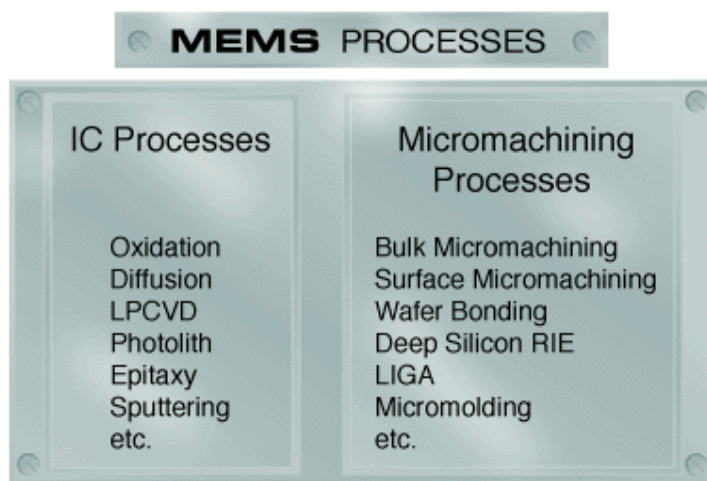 MEMS PROCESSES
IC Processes
Oxidation
Diffusion
LPCVD
Photolith
Epitaxy
Sputtering
etc.
Micromachining
Processes
Bulk Micromachining
Surface Micromachining
Wafer Bonding
Deep Silicon RIE
LIGA
Micromolding
etc.